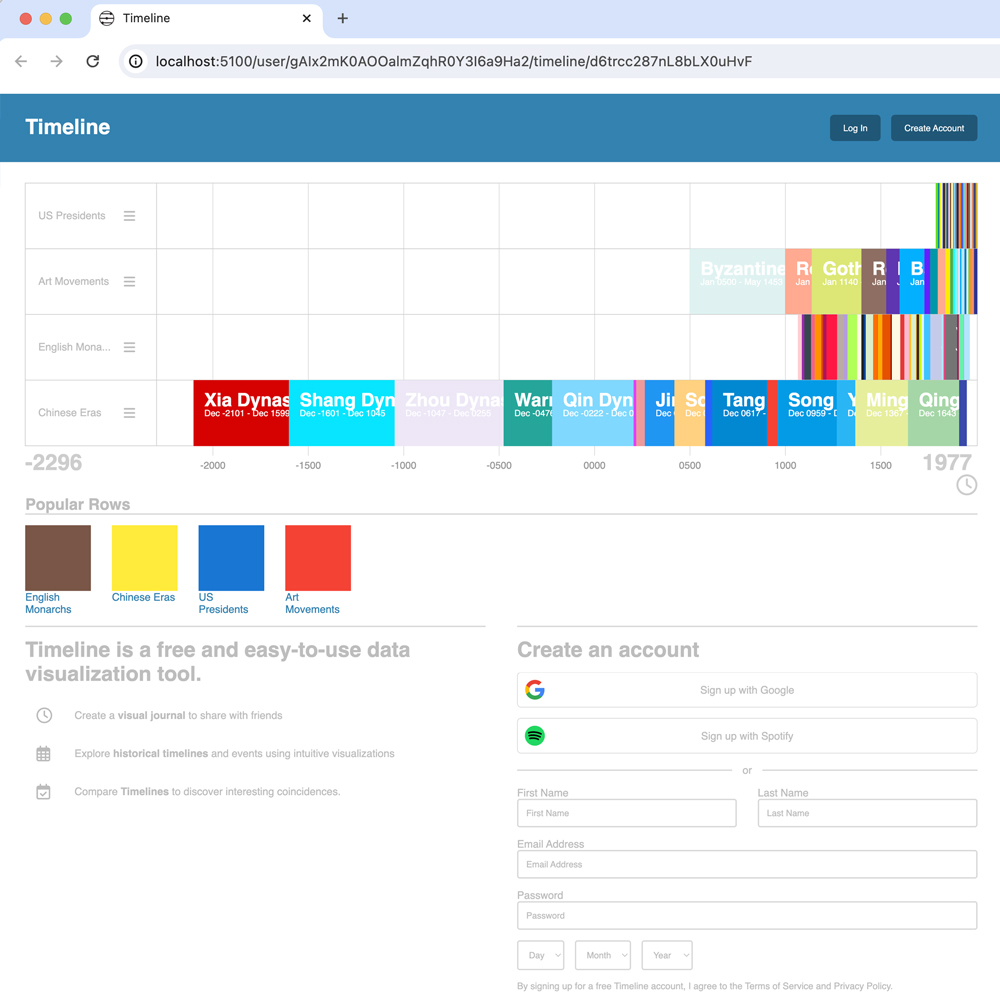 Timeline
localhost:5100/user/gAIx2mK0AOOalmZqhR0Y3I6a9Ha2/timeline/d6trcc287nL8bLX0uHvF
Timeline
Log In
Create Account
US Presidents
Art Movements
Byzantine
Jan 0500 - May 1453
Jan
Goth
Jan 1140
R
Jan
B
Jan
English Mona...
Chinese Eras
Xia Dynas
Dec -2101 - Dec 1599
Shang Dyn
Dec -1601 - Dec 1045
Zhou Dynas
Dec -1047 - Dec 0255
Warr
Dec -0476
Qin Dyn
Dec -0222 - Dec 0
Jin
Dec
Dec
Tang
Dec 0617 -
Song
Dec 0959 - D
Y
Dec
Ming
Dec 1367
Qing
Dec 1643
-2296
-2000
-1500
-1000
-0500
0000
0500
1000
1500
1977
Popular Rows
English
Monarchs
Chinese Eras
US
Presidents
Art
Movements
Timeline is a free and easy-to-use data
visualization tool.
Create a visual journal to share with friends
Explore historical timelines and events using intuitive visualizations
Compare Timelines to discover interesting coincidences.
Create an account
Sign up with Google
Sign up with Spotify
or
First Name
Last Name
First Name
Last Name
Email Address
Email Address
Password
Password
Day
Month
Year
By signing up for a free Timeline account, I agree to the Terms of Service and Privacy Policy.